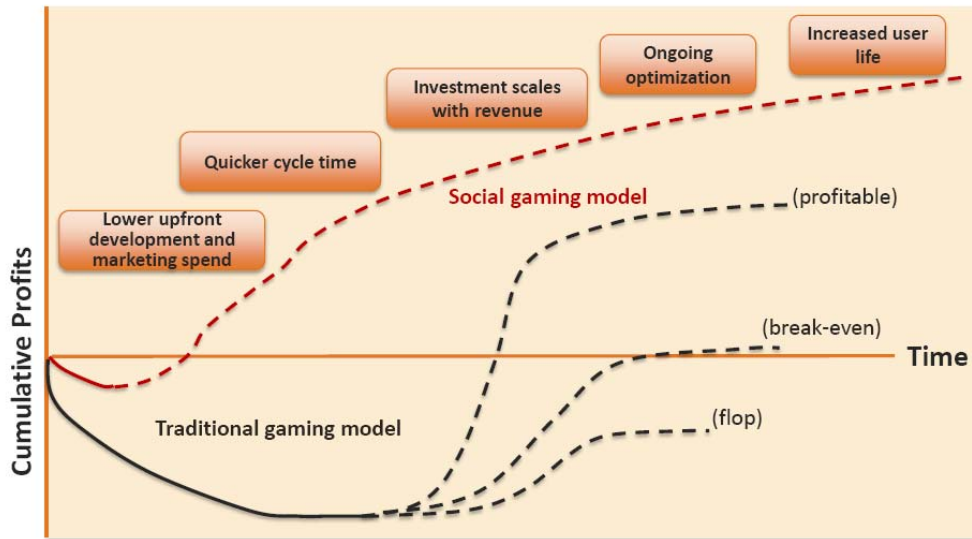 Increased user
life
Ongoing
optimization
Investment scales
with revenue
Quicker cycle time
Social gaming model
(profitable)
Lower upfront
development and
marketing spend
Cumulative Profits
(break-even)
Time
Traditional gaming model
(flop)